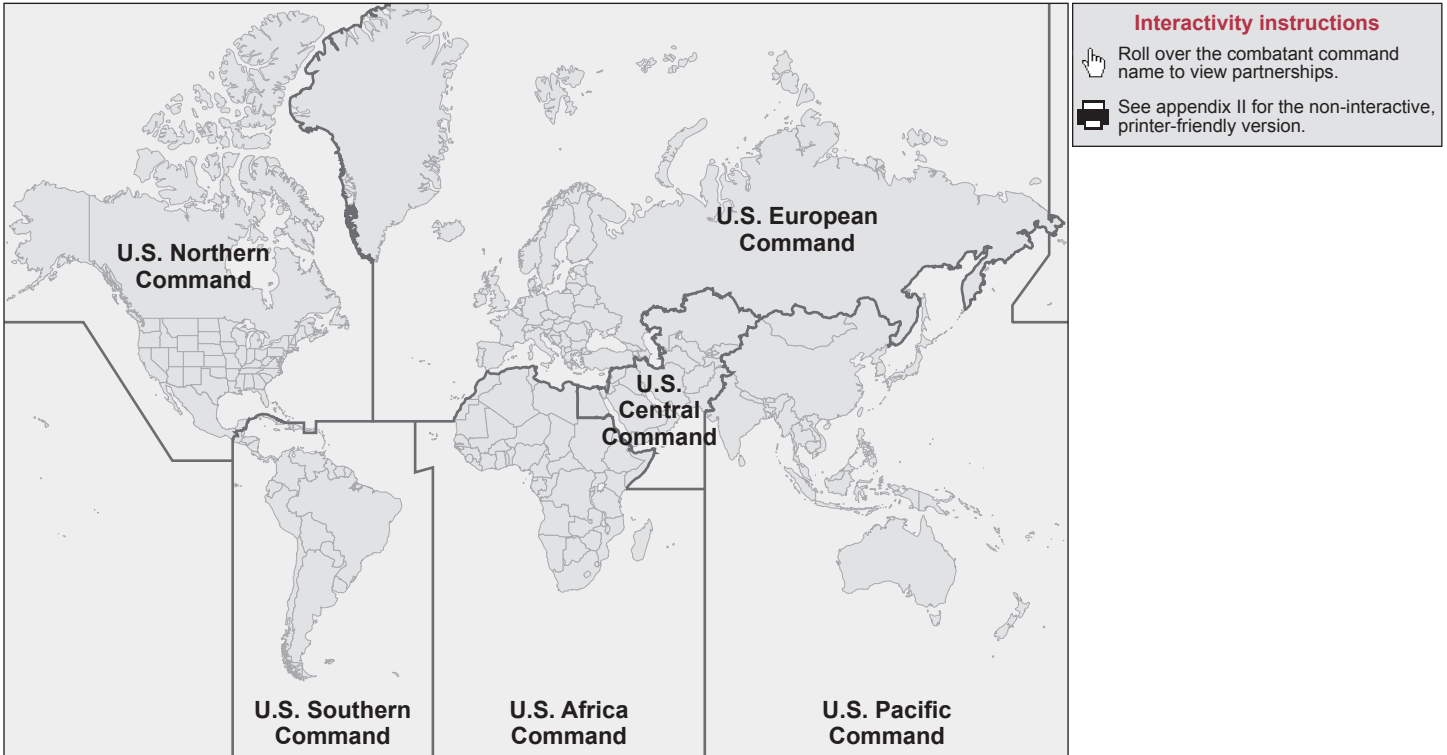 Interactivity instructions
Roll over the combatant command
name to view partnerships.
See appendix II for the non-interactive,
printer-friendly version.
U.S. Northern
Command
U.S. European
Command
U.S.
Central
Command
U.S. Southern
Command
U.S. Africa
Command
U.S. Pacific
Command